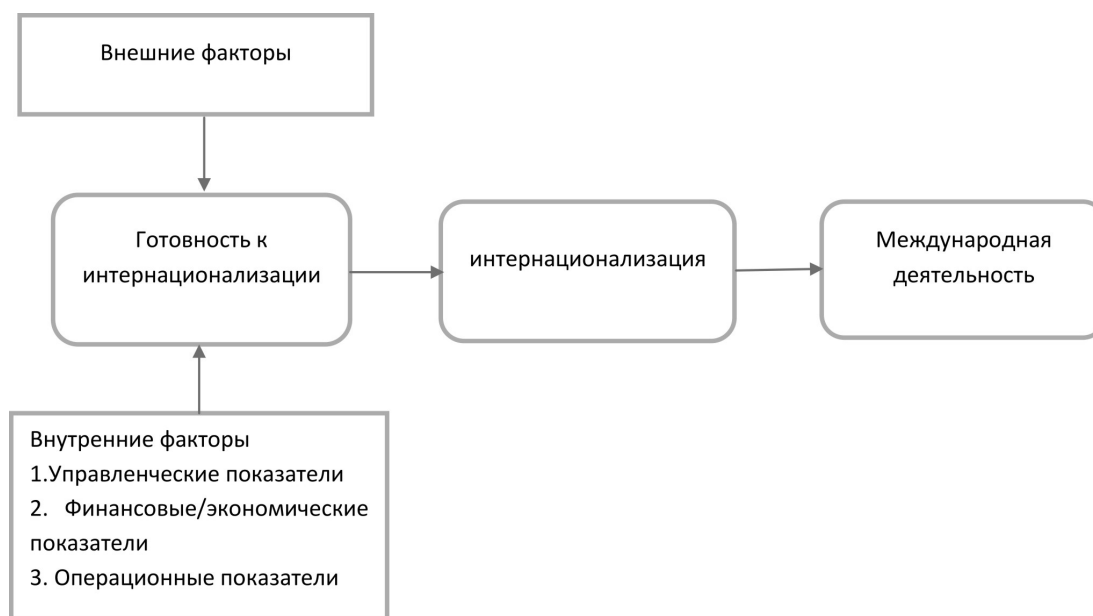 Внешние факторы
Готовность к
интернационализации
интернационализация
Международная
деятельность
Внутренние факторы
1.Управленческие показатели
2. Финансовые/экономические
показатели
3. Операционные показатели